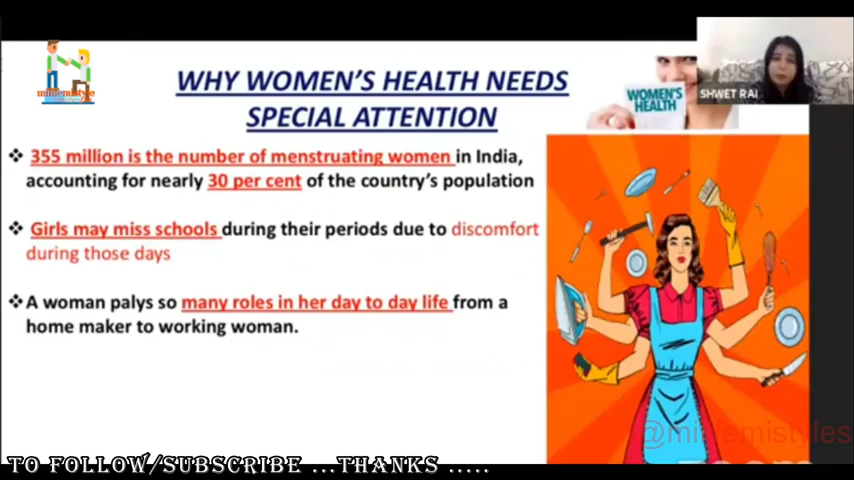 WHY WOMEN'S HEALTH NEEDS
SPECIAL ATTENTION
WOMEN'S
HEALTH
SHWET RAI
❖ 355 million is the number of menstruating women in India,
accounting for nearly 30 per cent of the country's population
❖ Girls may miss schools during their periods due to discomfort
during those days
❖A woman palys so many roles in her day to day life from a
home maker to working woman.
@milifemistyles
TO FOLLOW/SUBSCRIBE ...THANKS .....